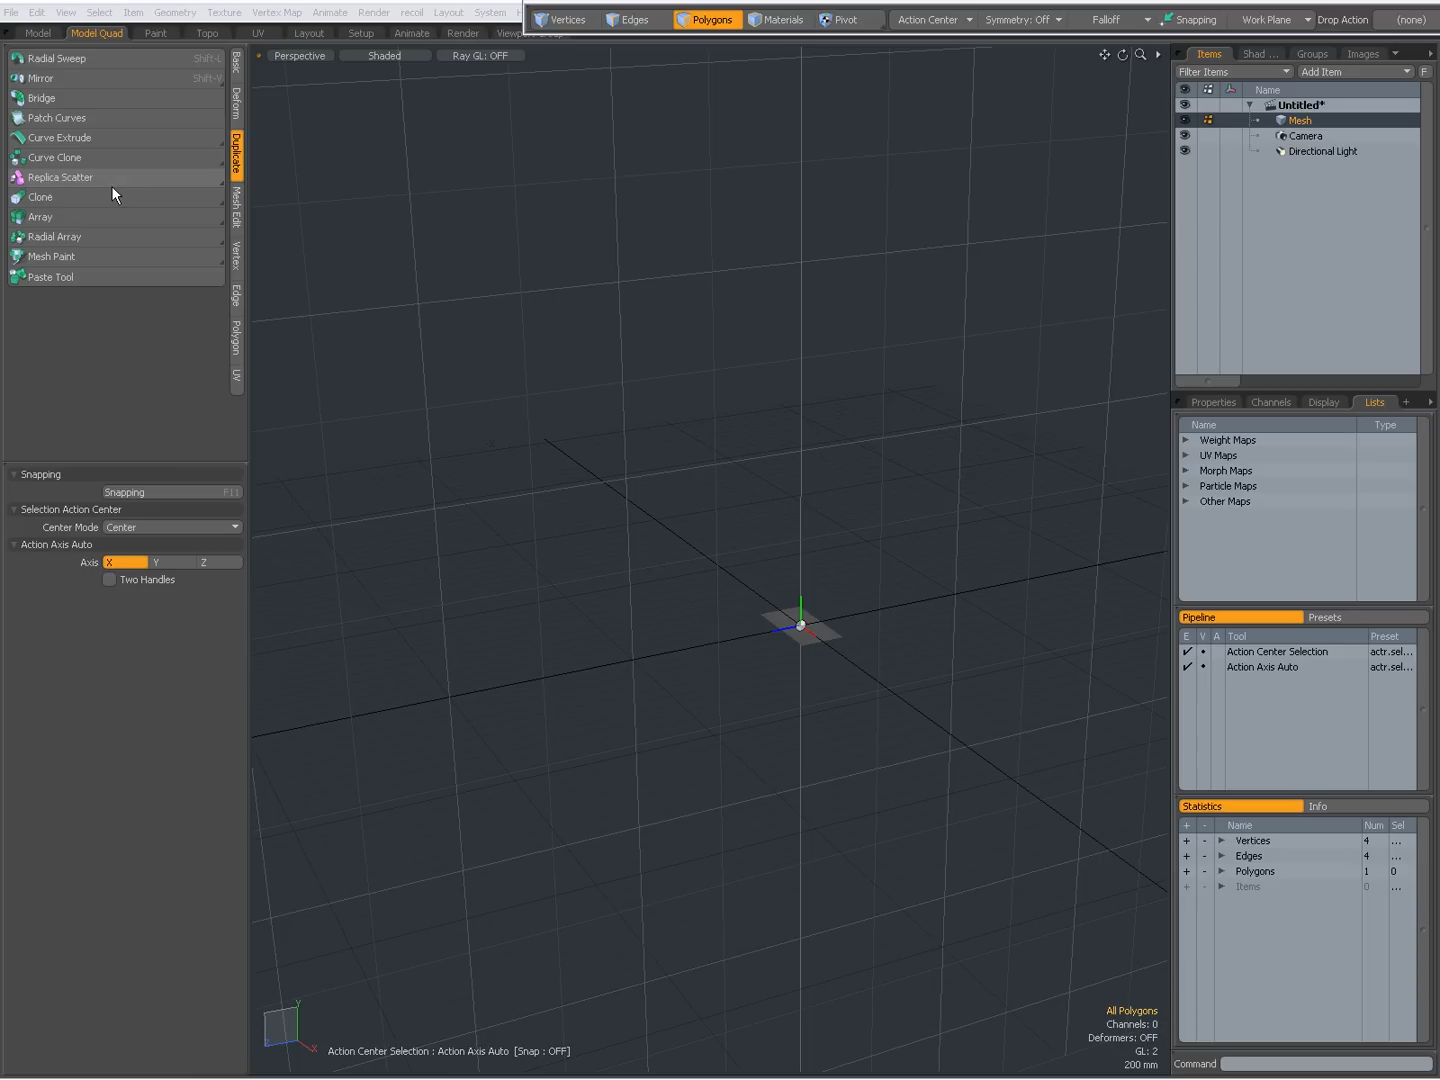 File Edit View Select Item Geometry Texture Vertex Map Animate Render recoil Layout System
Vertices Edges Polygons Materials Pivot Action Center Symmetry: Off Falloff Snapping Work Plane Drop Action (none)
Model Model Quad Paint Topo UV Layout Setup Animate Render
Perspective Shaded Ray GL: OFF
Radial Sweep Shift-L
Mirror Shift-V
Bridge
Patch Curves
Curve Extrude
Curve Clone
Replica Scatter
Clone
Array
Radial Array
Mesh Paint
Paste Tool
Basic
Deform
Duplicate
Mesh Edit
Vertex
Edge
Polygon
UV
Snapping
Snapping F11
Selection Action Center
Center Mode Center
Action Axis Auto
Axis X Y Z
Two Handles
Y
X
Z
Action Center Selection : Action Axis Auto [Snap : OFF]
All Polygons
Channels: 0
Deformers: OFF
GL: 2
200 mm
Items Shad ... Groups Images
Filter Items Add Item F
Name
Untitled*
Mesh
Camera
Directional Light
Properties Channels Display Lists +
Name Type
Weight Maps
UV Maps
Morph Maps
Particle Maps
Other Maps
Pipeline Presets
E V A Tool Preset
Action Center Selection actr.sel...
Action Axis Auto actr.sel...
Statistics Info
+ - Name Num Sel
+ - Vertices 4 ...
+ - Edges 4 ...
+ - Polygons 1 0
+ - Items 0 ...
Command